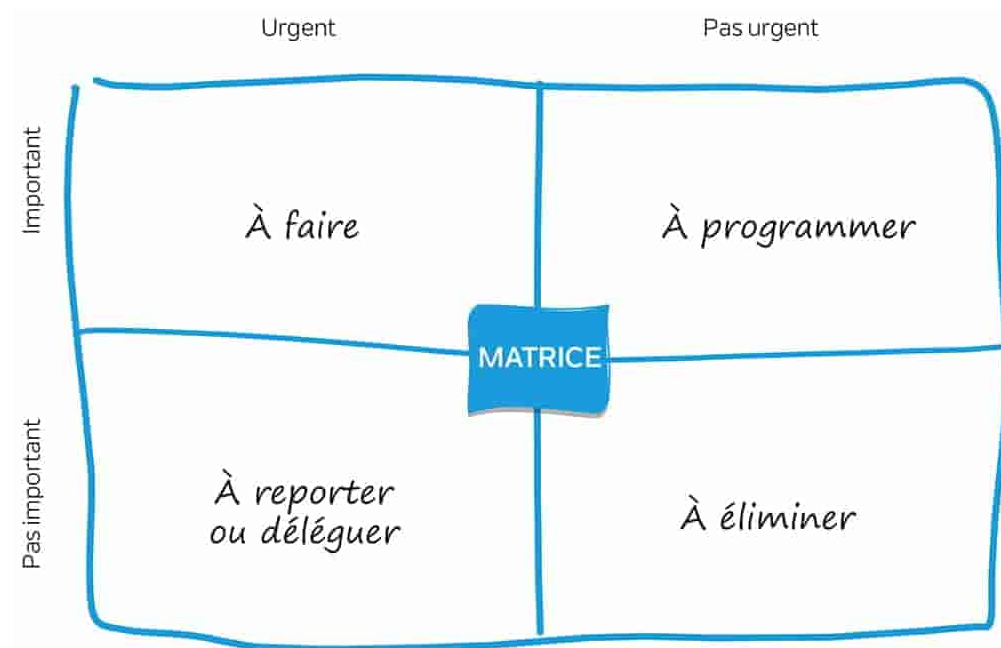 Urgent
Pas urgent
Important
À faire
À programmer
MATRICE
Pas important
À reporter
ou déléguer
À éliminer